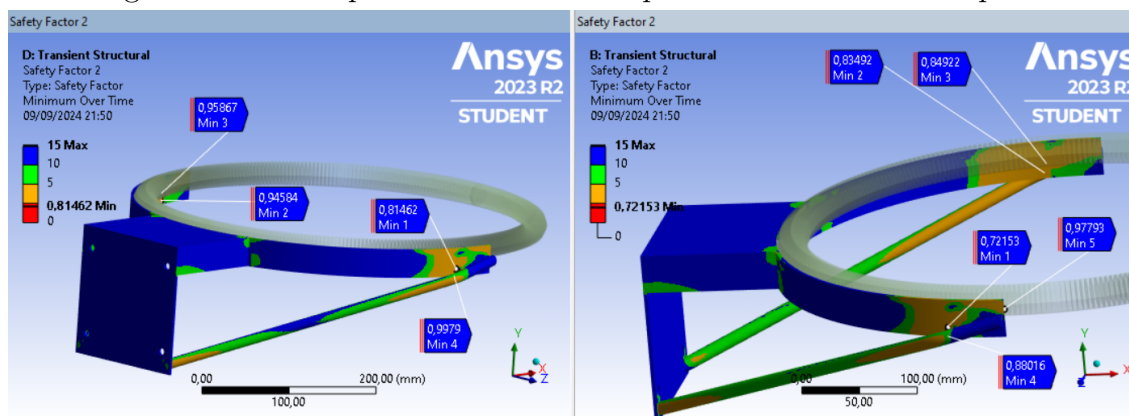 Safety Factor 2
D: Transient Structural
Safety Factor 2
Type: Safety Factor
Minimum Over Time
09/09/2024 21:50
15 Max
10
5
0,81462 Min
0
Ansys
2023 R2
STUDENT
0,95867
Min 3
0,94584
Min 2
0,81462
Min 1
0,9979
Min 4
0,00
200,00 (mm)
100,00
Y
X
Z
Safety Factor 2
B: Transient Structural
Safety Factor 2
Type: Safety Factor
Minimum Over Time
09/09/2024 21:50
15 Max
10
5
0,72153 Min
0
Ansys
2023 R2
STUDENT
0,83492
Min 2
0,84922
Min 3
0,97793
Min 5
0,72153
Min 1
0,88016
Min 4
0,00
100,00 (mm)
50,00
Y
X